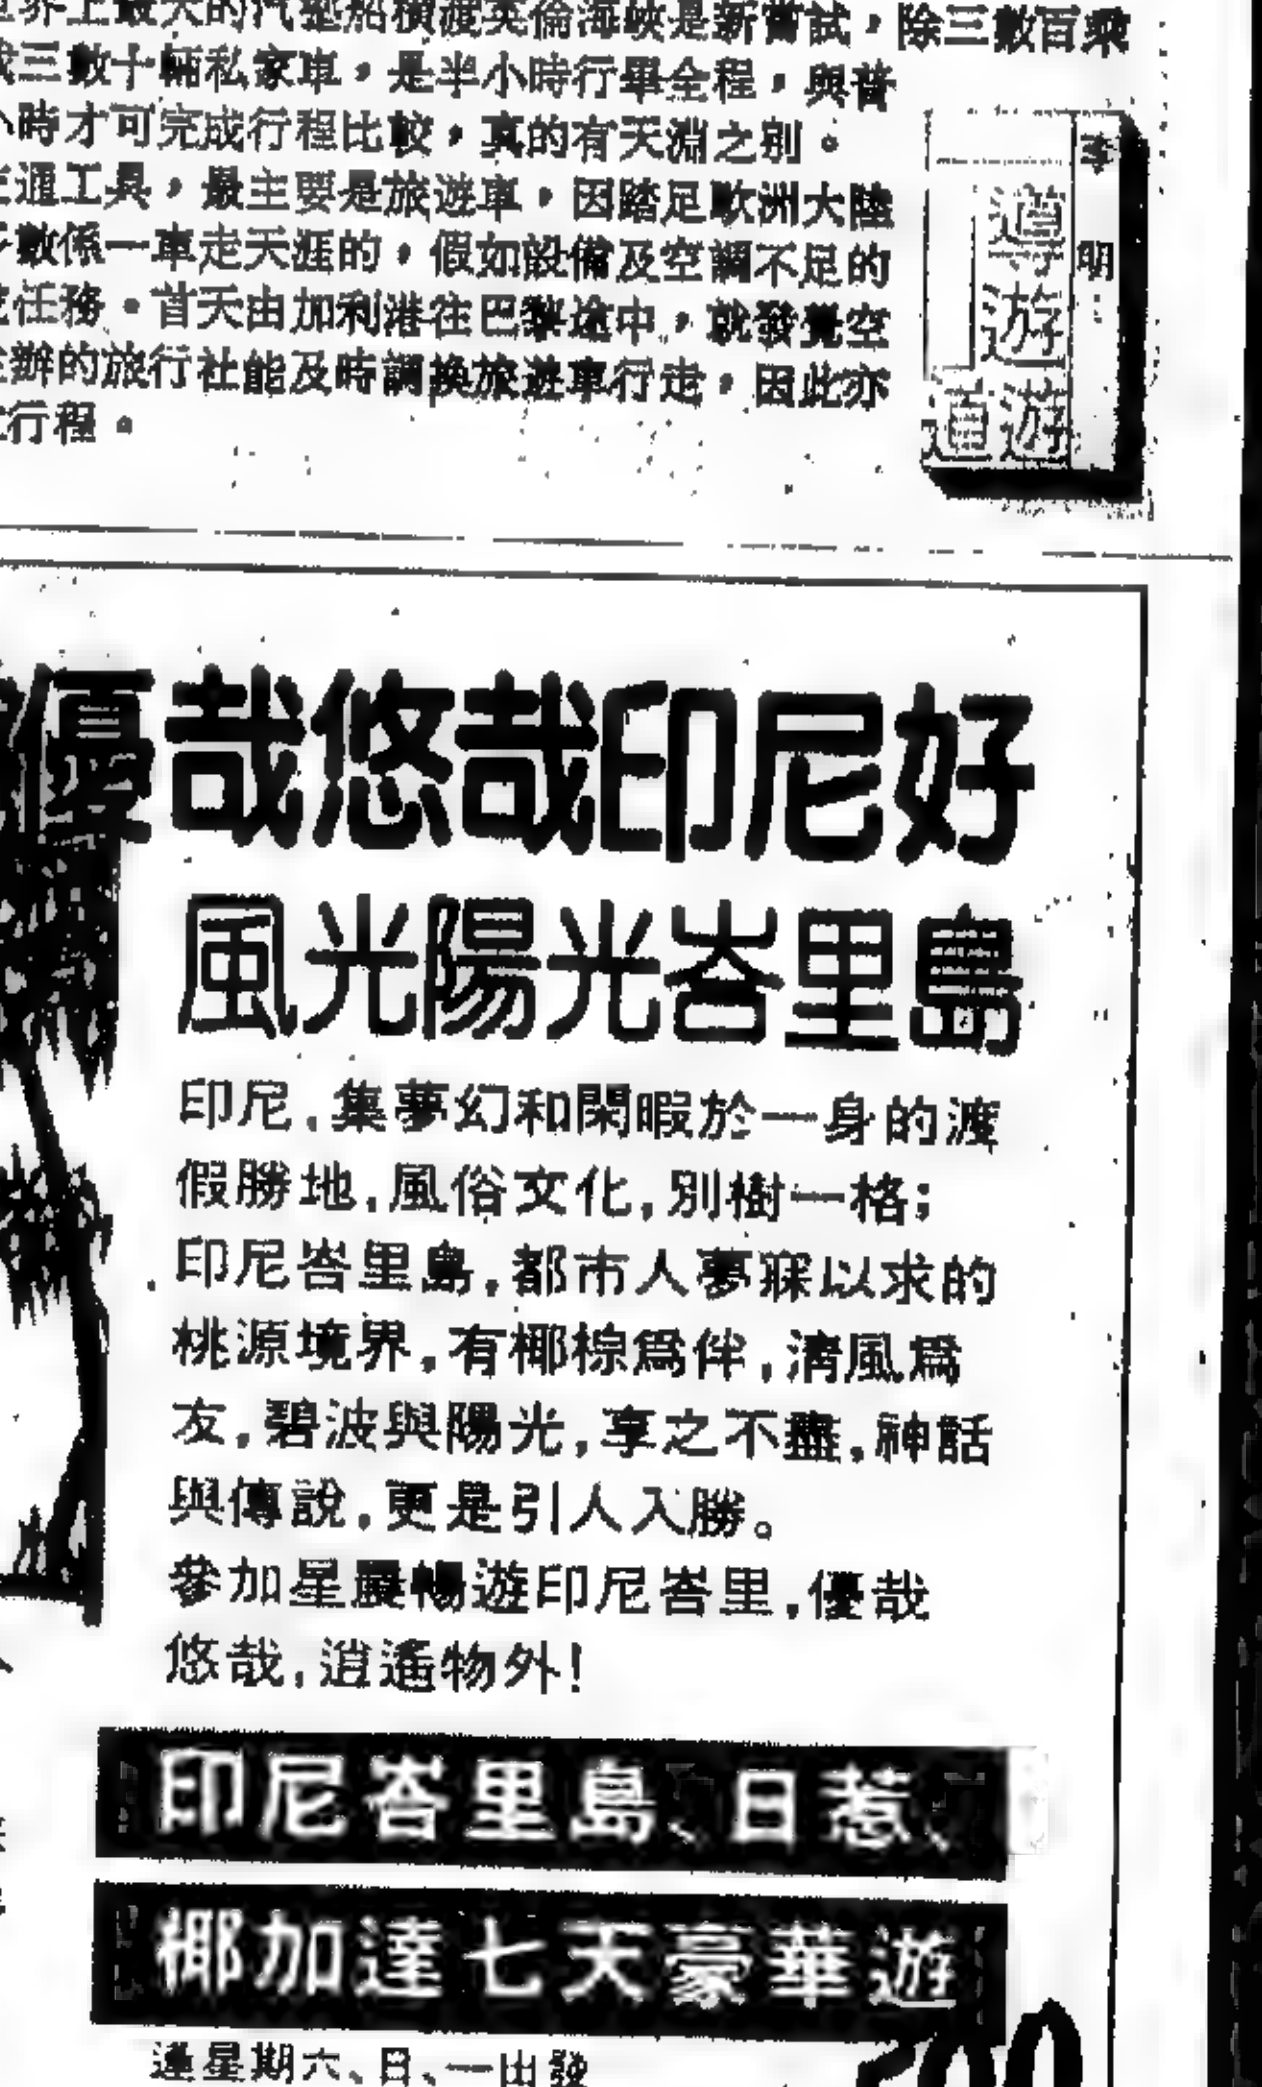 世界上最大的汽墊船橫渡英倫海峽是新嘗試，除三數百乘
三數十輛私家車，是半小時行畢全程，與普
小時才可完成行程比較，真的有天淵之別。
通工具，最主要是旅遊車，因踏足歐洲大陸
數係一車走天涯的，假如設備及空調不足的
任務。首天由加利港往巴黎途中，就發覺空
辦的旅行社能及時調換旅遊車行走，因此亦
行程。
李 明：
導遊
遊道
優哉悠哉印尼好
風光陽光峇里島
印尼，集夢幻和閑暇於一身的渡
假勝地，風俗文化，別樹一格；
印尼峇里島，都市人夢寐以求的
桃源境界，有椰棕為伴，清風為
友，碧波與陽光，享之不盡，神話
與傳說，更是引人入勝。
參加星晨暢遊印尼峇里，優哉
悠哉，逍遙物外！
印尼峇里島、日惹、
椰加達七天豪華遊
逢星期六、日、一出發